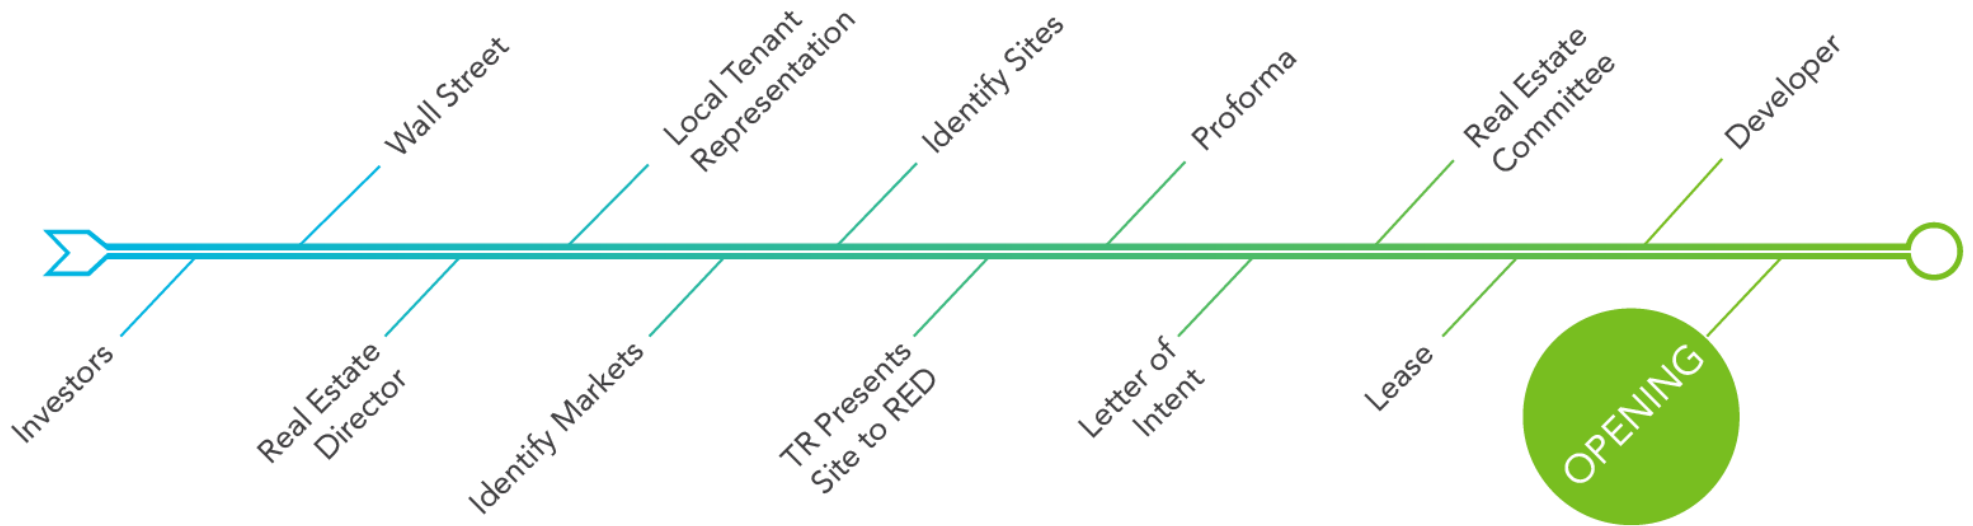 Wall Street
Local Tenant
Representation
Identify Sites
Proforma
Real Estate
Committee
Developer
Investors
Real Estate
Director
Identify Markets
TR Presents
Site to RED
Letter of
Intent
Lease
OPENING